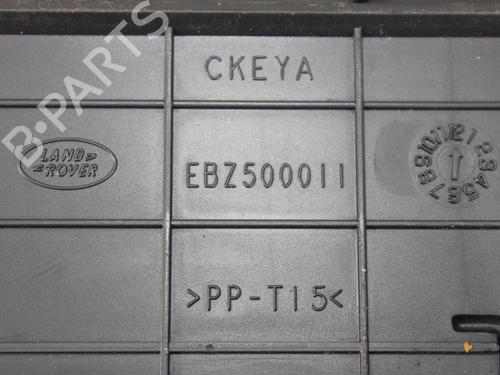 B-PARTS
CKEYA
LAND
ROVER
EBZ500011
1 2 3 4 5 6 7 8 9 10 11 12
>PP-T15<